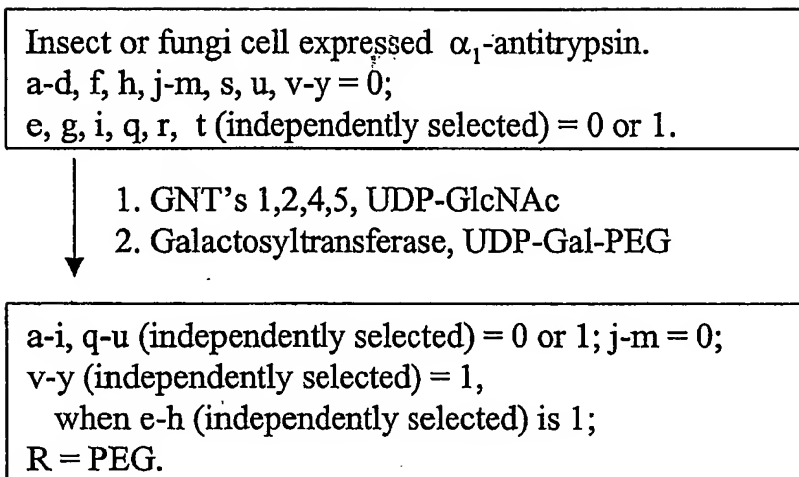 Insect or fungi cell expressed α₁-antitrypsin.
a-d, f, h, j-m, s, u, v-y = 0;
e, g, i, q, r, t (independently selected) = 0 or 1.
1. GNT's 1,2,4,5, UDP-GlcNAc
2. Galactosyltransferase, UDP-Gal-PEG
a-i, q-u (independently selected) = 0 or 1; j-m = 0;
v-y (independently selected) = 1,
when e-h (independently selected) is 1;
R = PEG.